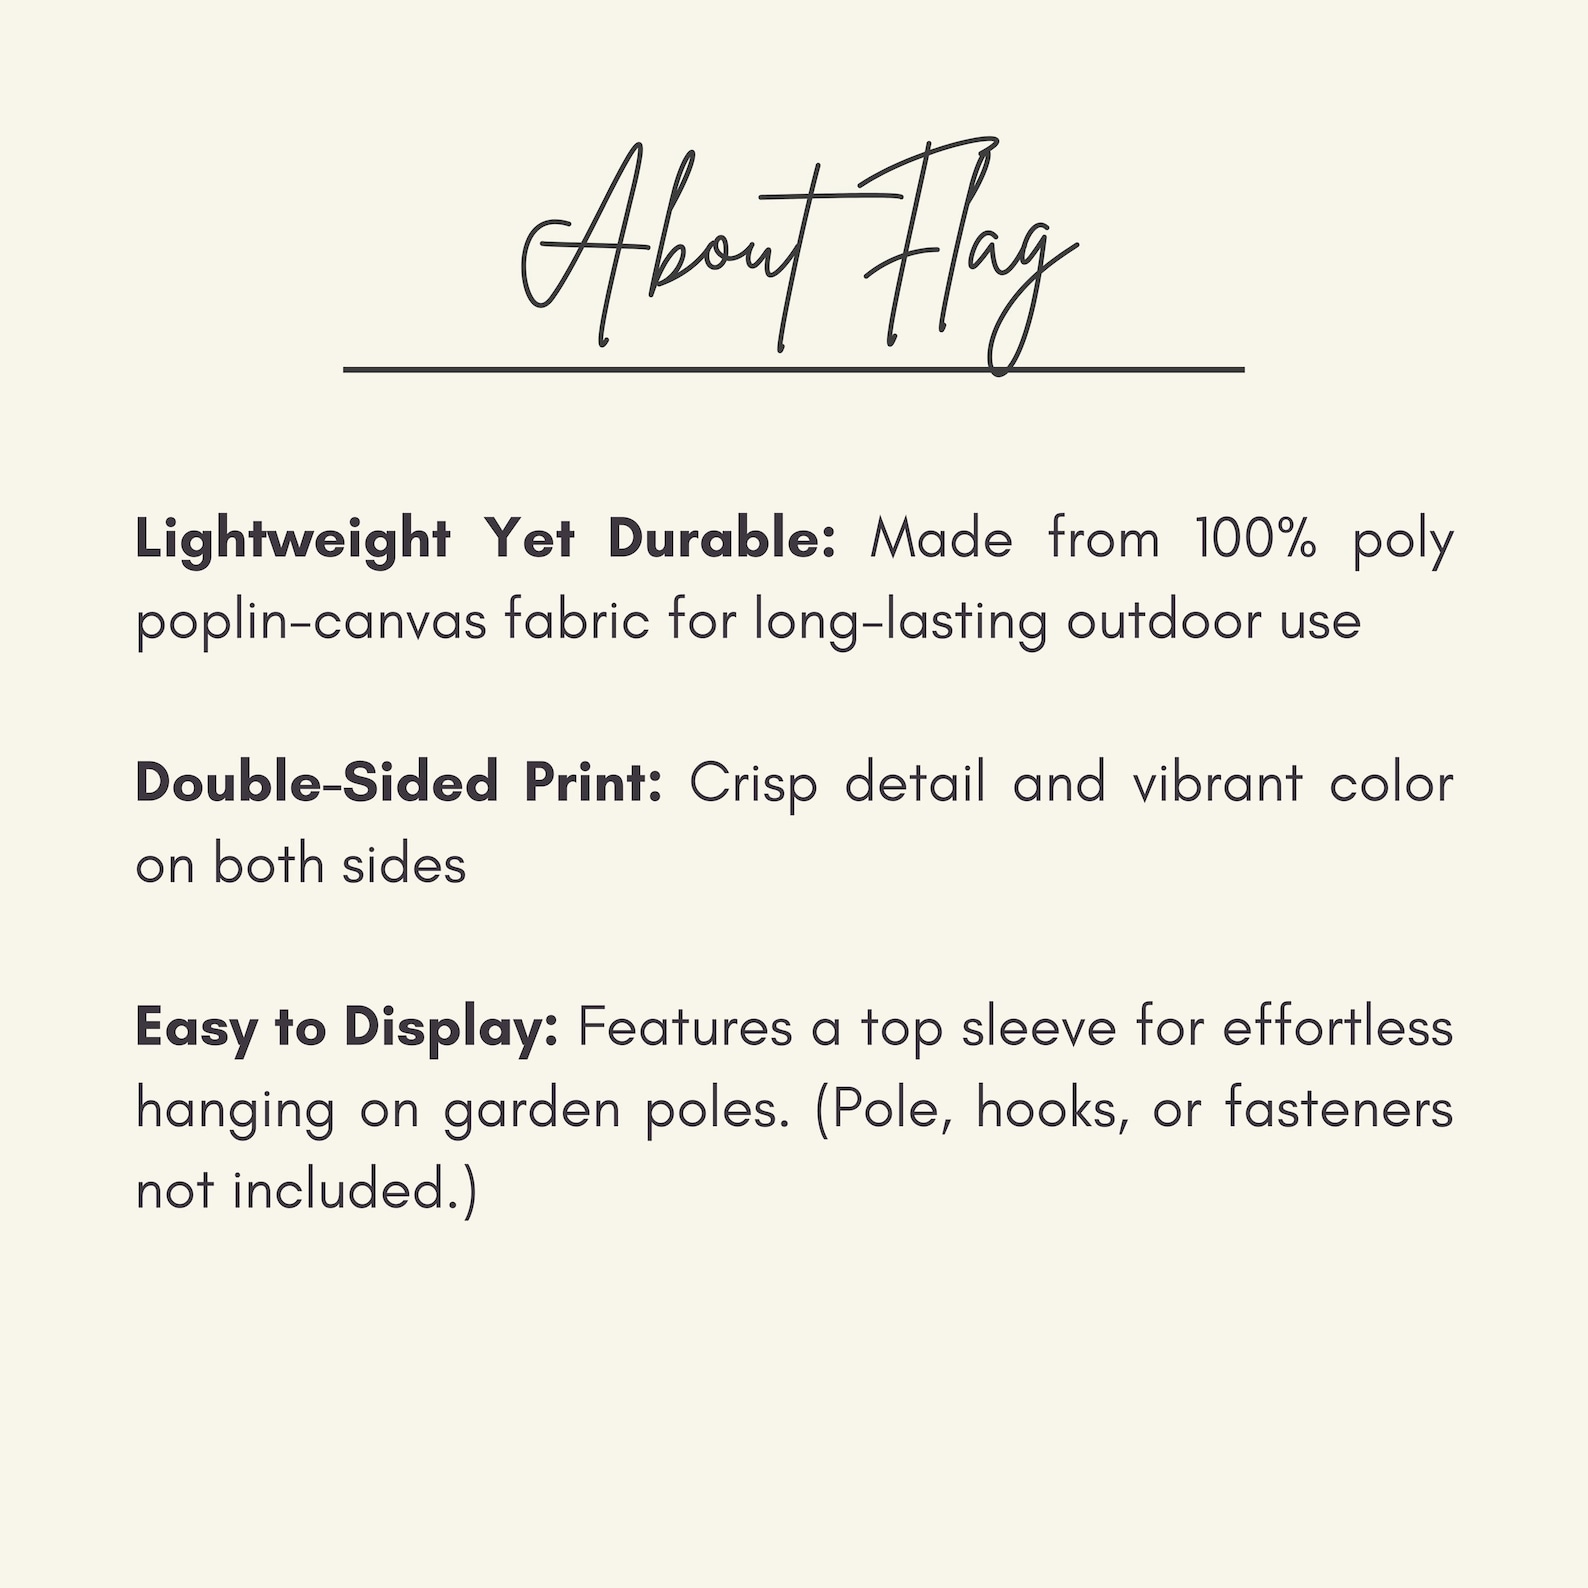 About Flag
Lightweight Yet Durable: Made from 100% poly
poplin-canvas fabric for long-lasting outdoor use
Double-Sided Print: Crisp detail and vibrant color
on both sides
Easy to Display: Features a top sleeve for effortless
hanging on garden poles. (Pole, hooks, or fasteners
not included.)